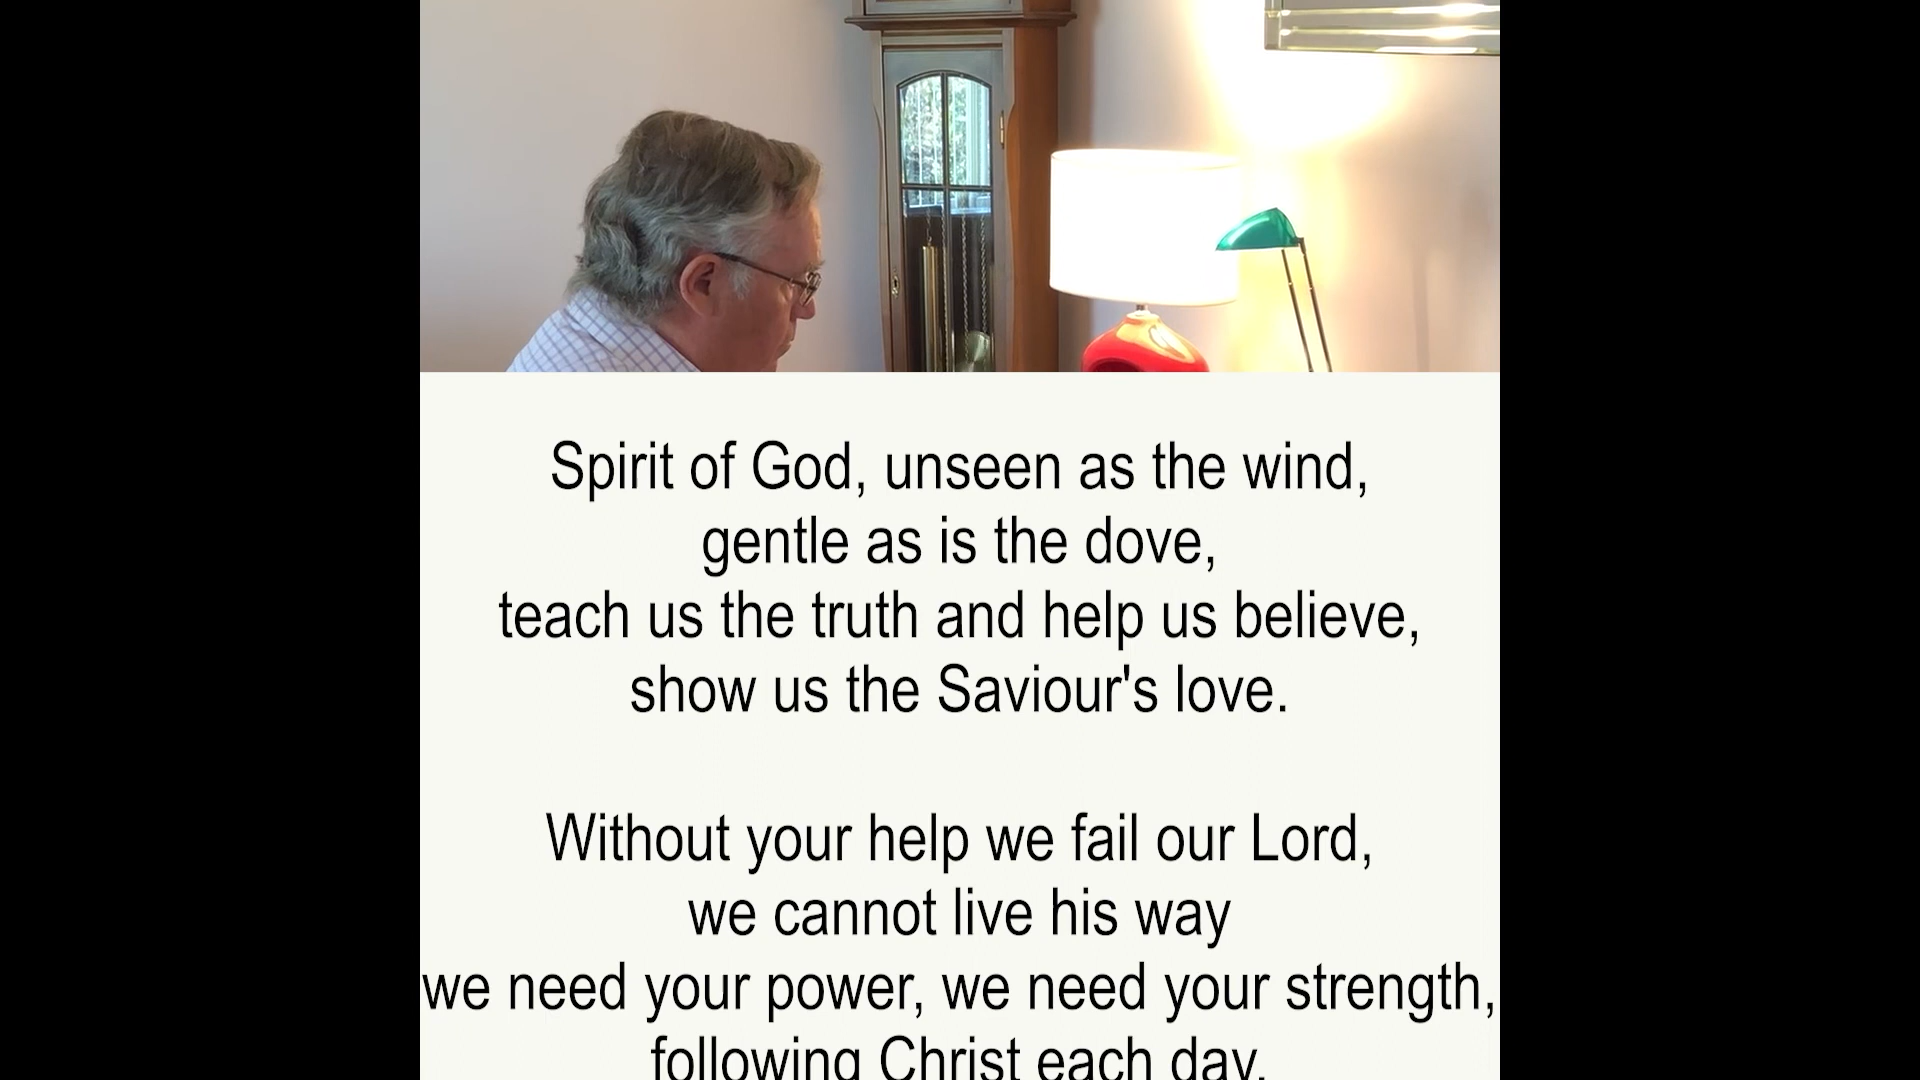 Spirit of God, unseen as the wind,
gentle as is the dove,
teach us the truth and help us believe,
show us the Saviour's love.
Without your help we fail our Lord,
we cannot live his way
we need your power, we need your strength,
following Christ each day.